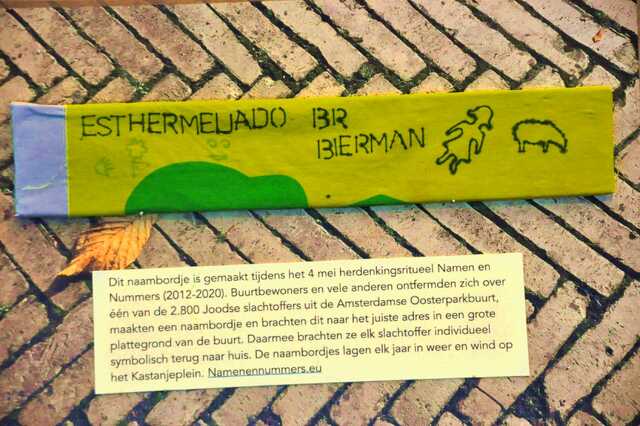 ESTHERMELJADO BR
BIERMAN
Dit naambordje is gemaakt tijdens het 4 mei herdenkingsritueel Namen en
Nummers (2012-2020). Buurtbewoners en vele anderen ontfermden zich over
één van de 2.800 Joodse slachtoffers uit de Amsterdamse Oosterparkbuurt,
maakten een naambordje en brachten dit naar het juiste adres in een grote
plattegrond van de buurt. Daarmee brachten ze elk slachtoffer individueel
symbolisch terug naar huis. De naambordjes lagen elk jaar in weer en wind op
het Kastanjeplein. Namenennummers.eu